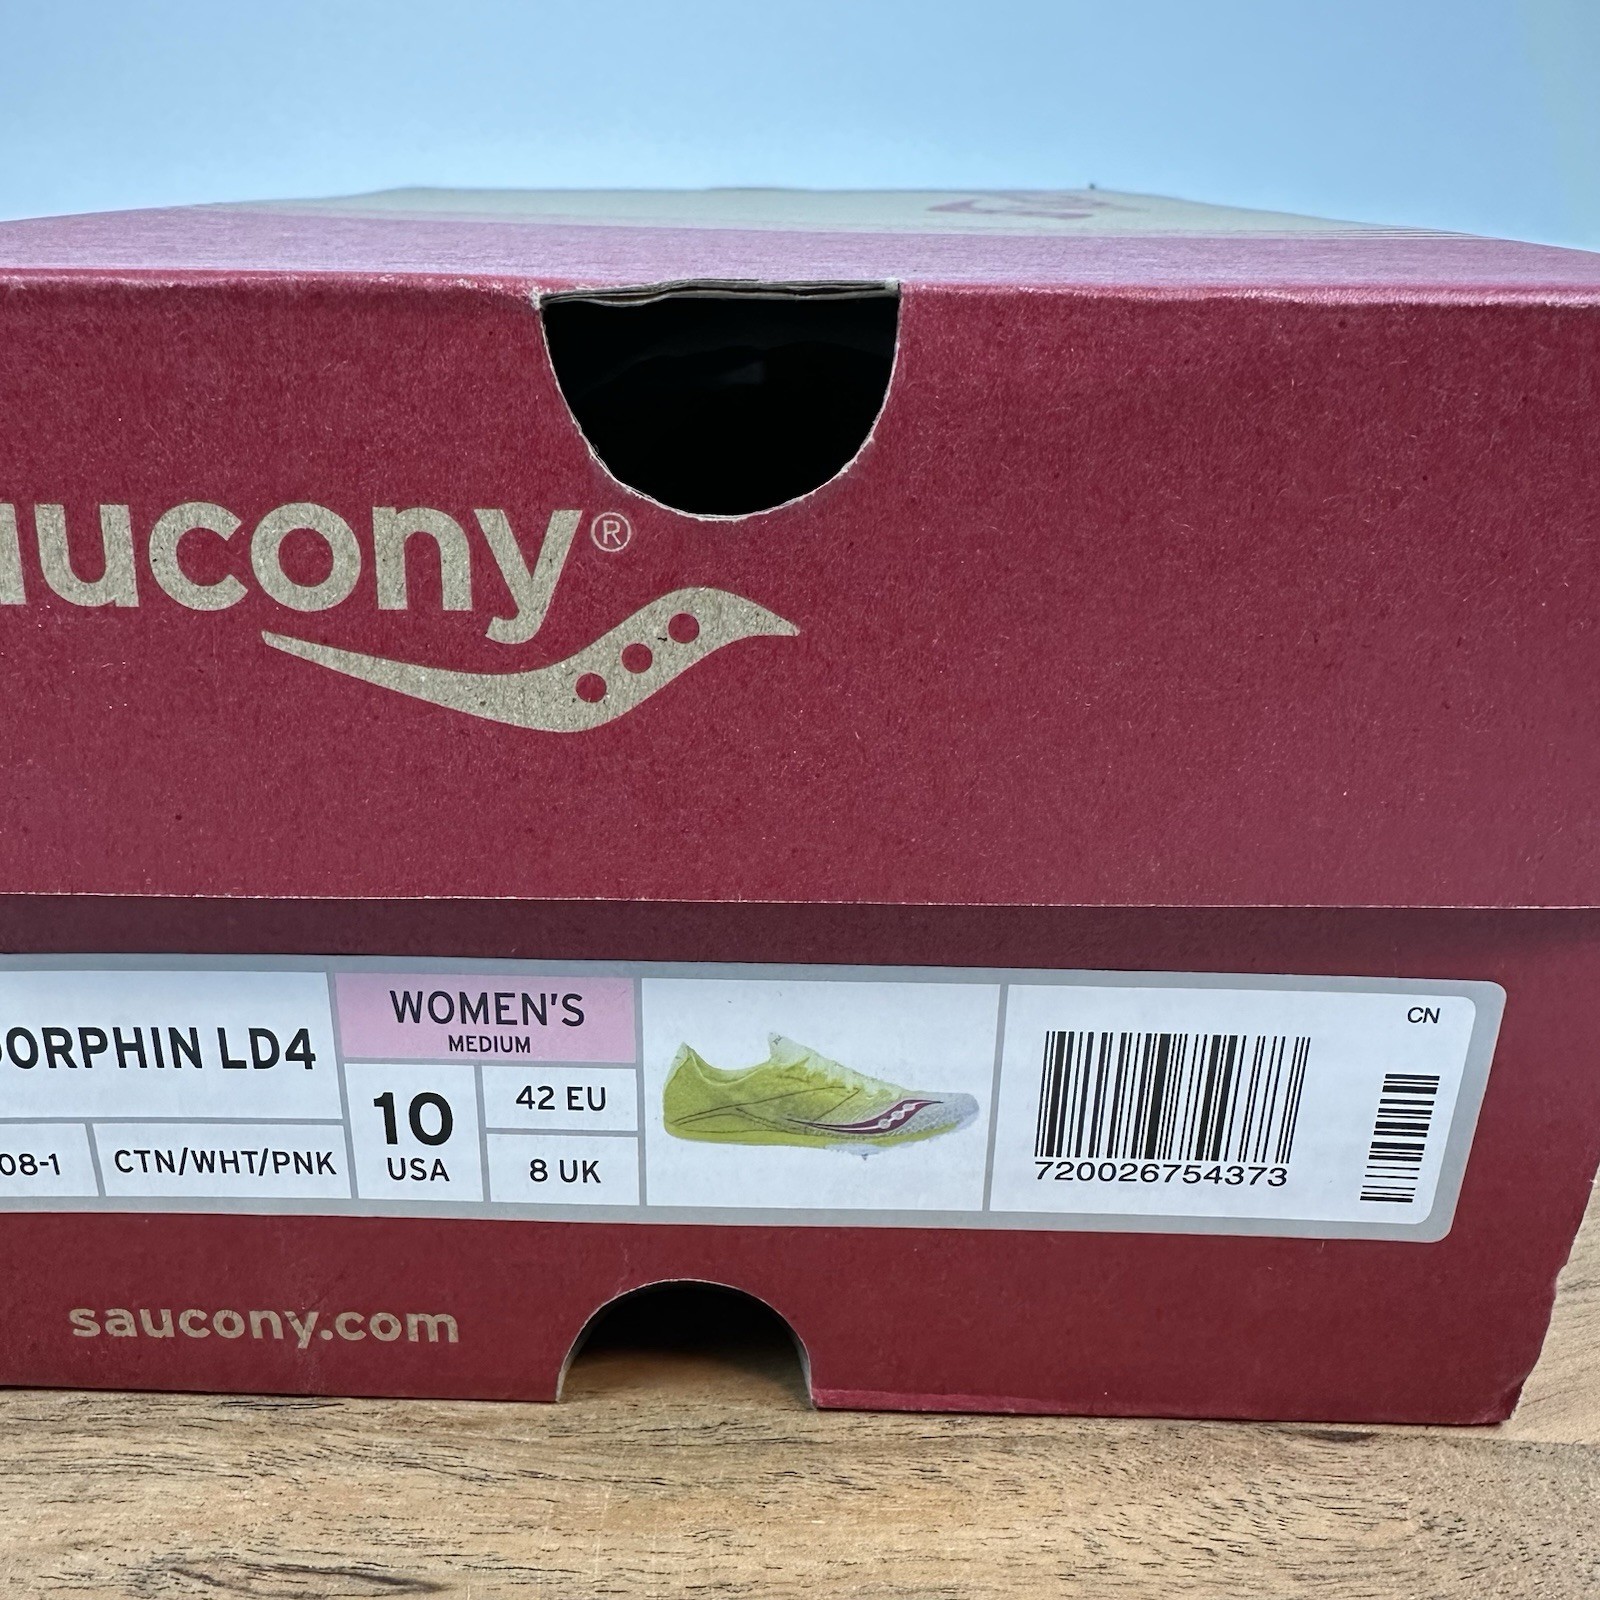 aucony®
ORPHIN LD4
08-1
CTN/WHT/PNK
WOMEN'S
MEDIUM
10
USA
42 EU
8 UK
CN
720026754373
saucony.com